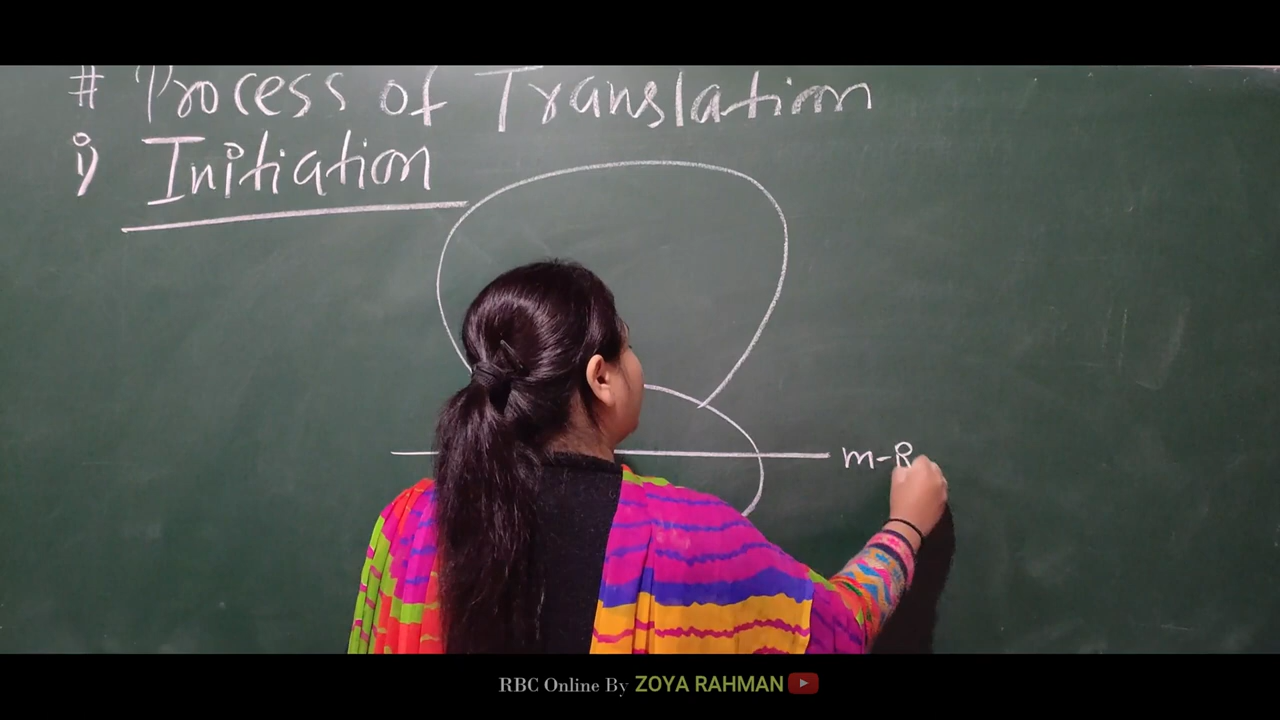 # Process of Translation
i) Initiation
m-R
RBC Online By ZOYA RAHMAN